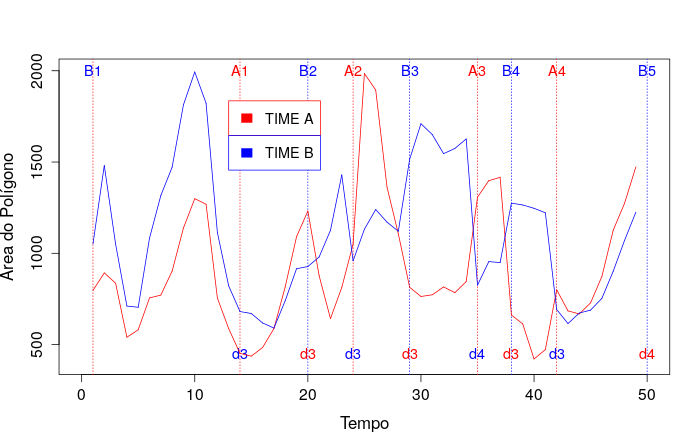 B1 A1 B2 A2 B3 A3 B4 A4 B5
TIME A
TIME B
d3 d3 d3 d3 d4 d3 d3 d4
Área do Polígono
500 1000 1500 2000
0 10 20 30 40 50
Tempo